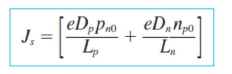 J_s = [ eD_p p_{n0} / L_p + eD_n n_{p0} / L_n ]